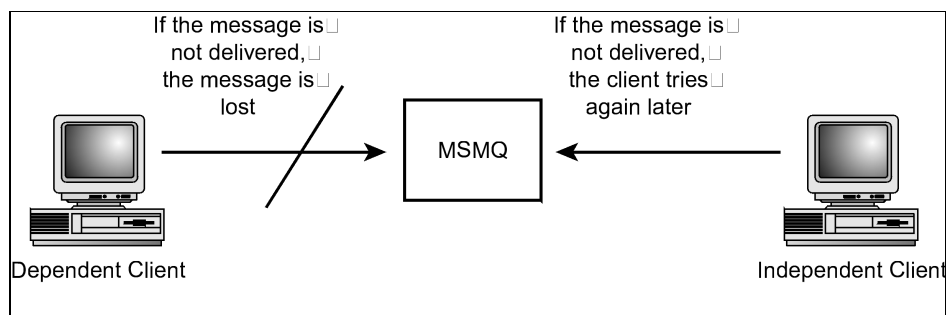 If the message is
not delivered,
the message is
lost
If the message is
not delivered,
the client tries
again later
MSMQ
Dependent Client
Independent Client